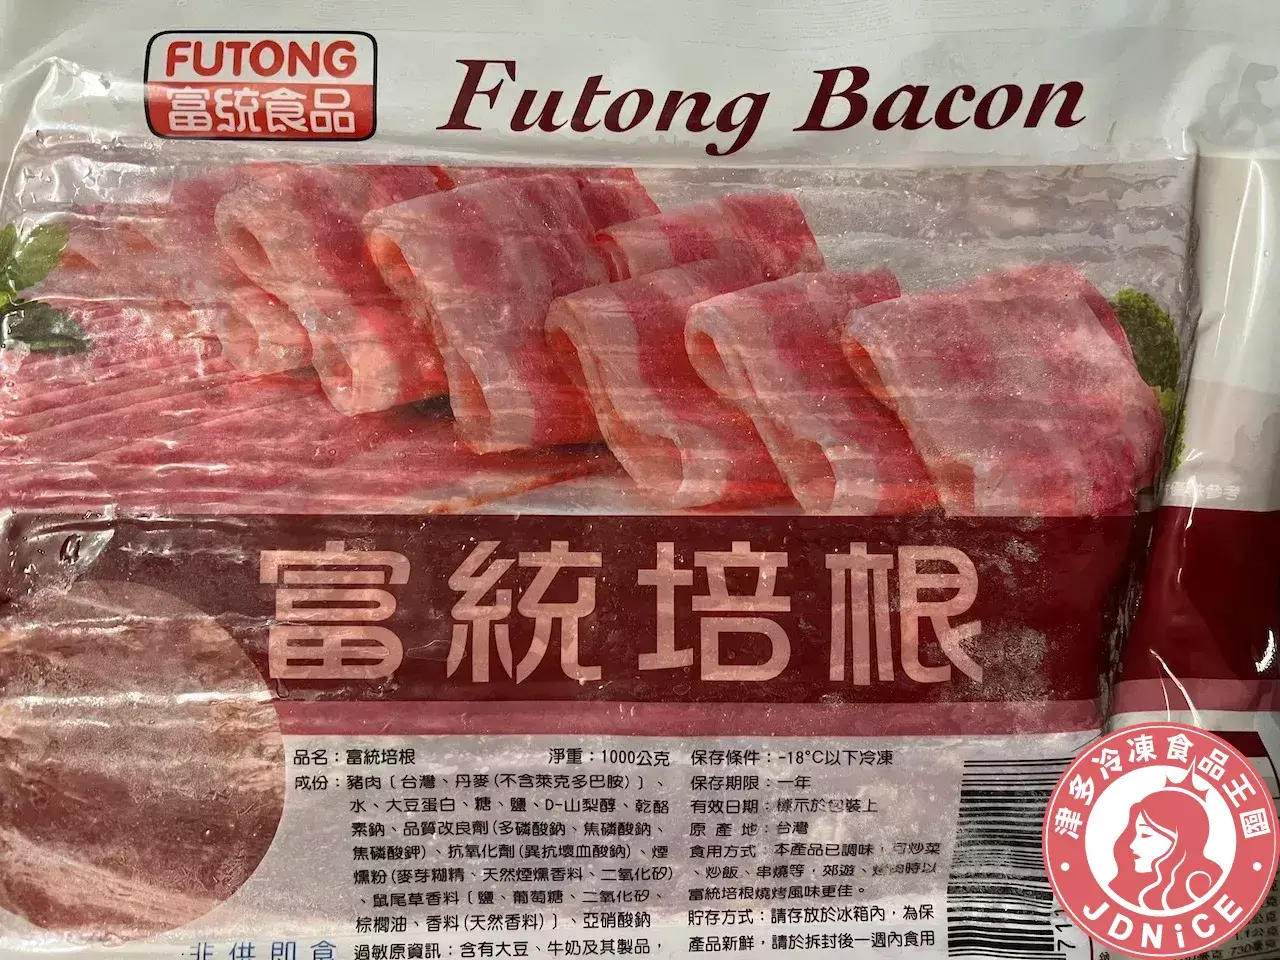 FUTONG
富統食品
Futong Bacon
富統培根
品名：富統培根
淨重：1000公克
成份：豬肉〔台灣、丹麥(不含萊克多巴胺)〕、
水、大豆蛋白、糖、鹽、D-山梨醇、乾酪
素鈉、品質改良劑(多磷酸鈉、焦磷酸鈉、
焦磷酸鉀)、抗氧化劑(異抗壞血酸鈉)、煙
燻粉(麥芽糊精、天然煙燻香料、二氧化矽)
、鼠尾草香料〔鹽、葡萄糖、二氧化矽、
棕櫚油、香料(天然香料)〕、亞硝酸鈉
過敏原資訊：含有大豆、牛奶及其製品，
保存條件：-18°C以下冷凍
保存期限：一年
有效日期：標示於包裝上
原產地：台灣
食用方式：本產品已調味，可炒菜
、炒飯、串燒等，郊遊、烤肉時以
富統培根燒烤風味更佳。
貯存方式：請存放於冰箱內，為保
產品新鮮，請於拆封後一週內食用
非供即食
711
津多冷凍食品王國
JDNiCE